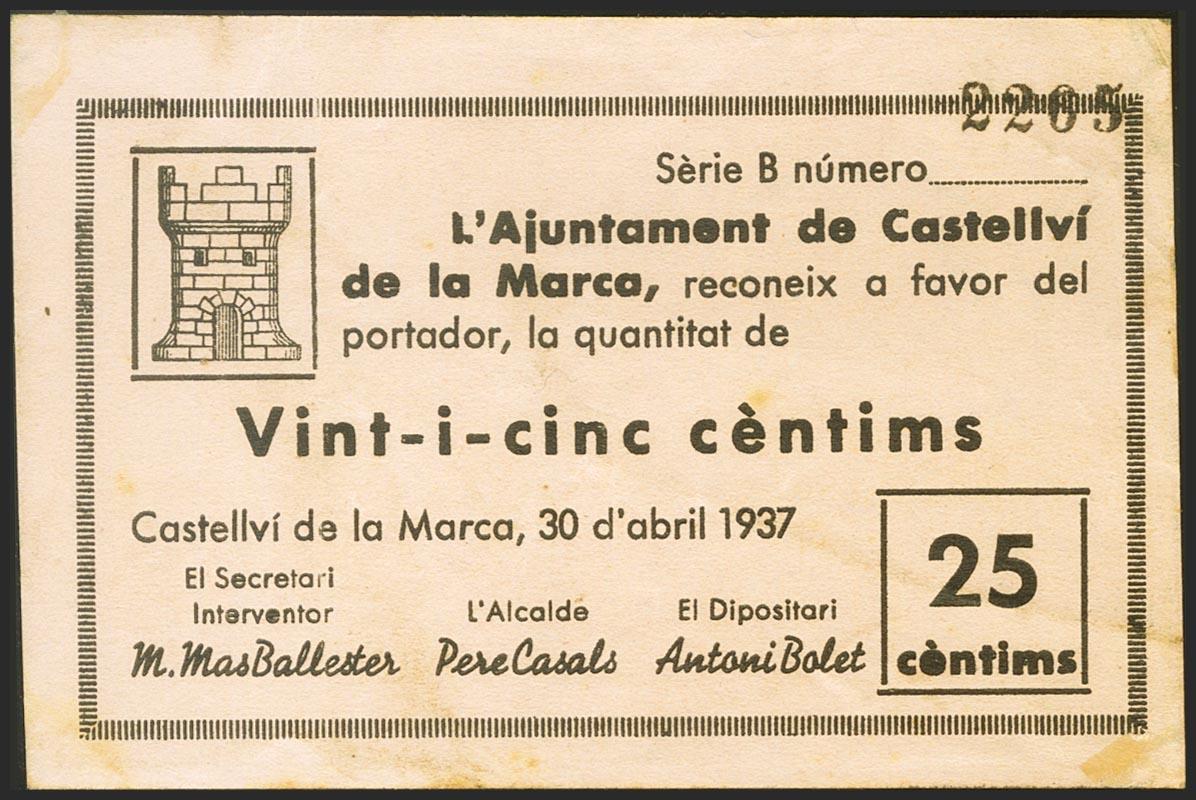 2205
Sèrie B número
L'Ajuntament de Castellví
de la Marca, reconeix a favor del
portador, la quantitat de
Vint-i-cinc cèntims
Castellví de la Marca, 30 d'abril 1937
El Secretari
Interventor
M. Mas Ballester
L'Alcalde
Pere Casals
El Dipositari
Antoni Bolet
25
cèntims